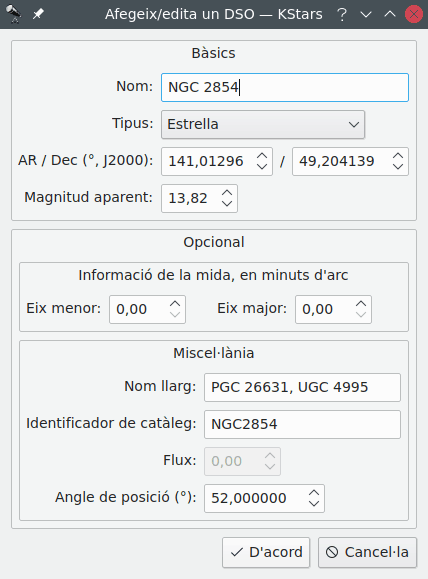 Afegeix/edita un DSO — KStars
Bàsics
Nom: NGC 2854
Tipus: Estrella
AR / Dec (°, J2000): 141,01296 / 49,204139
Magnitud aparent: 13,82
Opcional
Informació de la mida, en minuts d'arc
Eix menor: 0,00 Eix major: 0,00
Miscel·lània
Nom llarg: PGC 26631, UGC 4995
Identificador de catàleg: NGC2854
Flux: 0,00
Angle de posició (°): 52,000000
D'acord Cancel·la